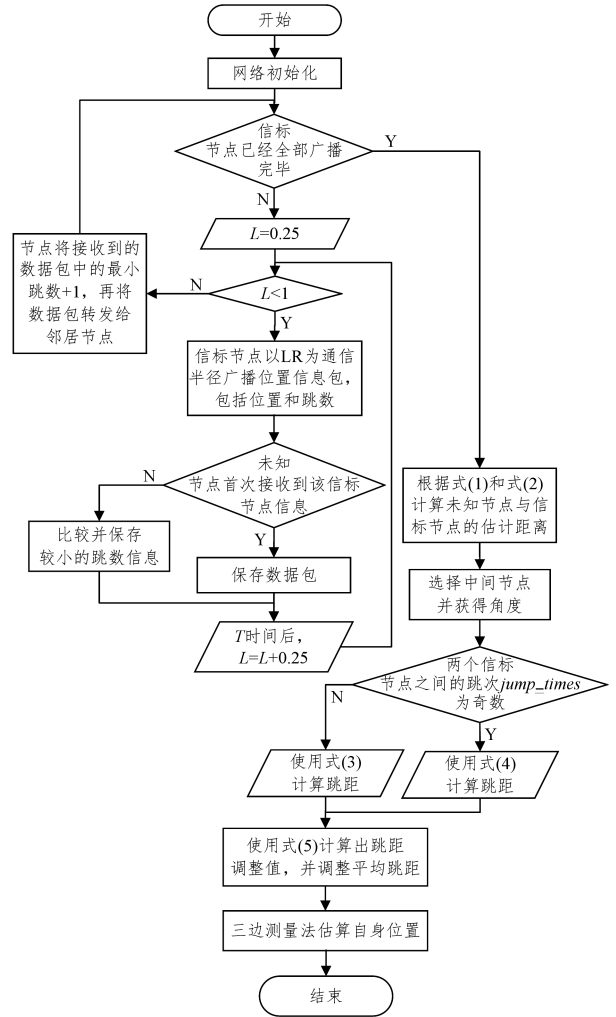 开始
网络初始化
信标
节点已经全部广播
完毕
Y
N
L=0.25
节点将接收到的
数据包中的最小
跳数+1，再将
数据包转发给
邻居节点
N
L<1
Y
信标节点以LR为通信
半径广播位置信息包，
包括位置和跳数
未知
节点首次接收到该信标
节点信息
N
Y
比较并保存
较小的跳数信息
保存数据包
T时间后，
L=L+0.25
根据式(1)和式(2)
计算未知节点与信
标节点的估计距离
选择中间节点
并获得角度
两个信标
节点之间的跳次jump_times
为奇数
N
Y
使用式(3)
计算跳距
使用式(4)
计算跳距
使用式(5)计算出跳距
调整值，并调整平均跳距
三边测量法估算自身位置
结束